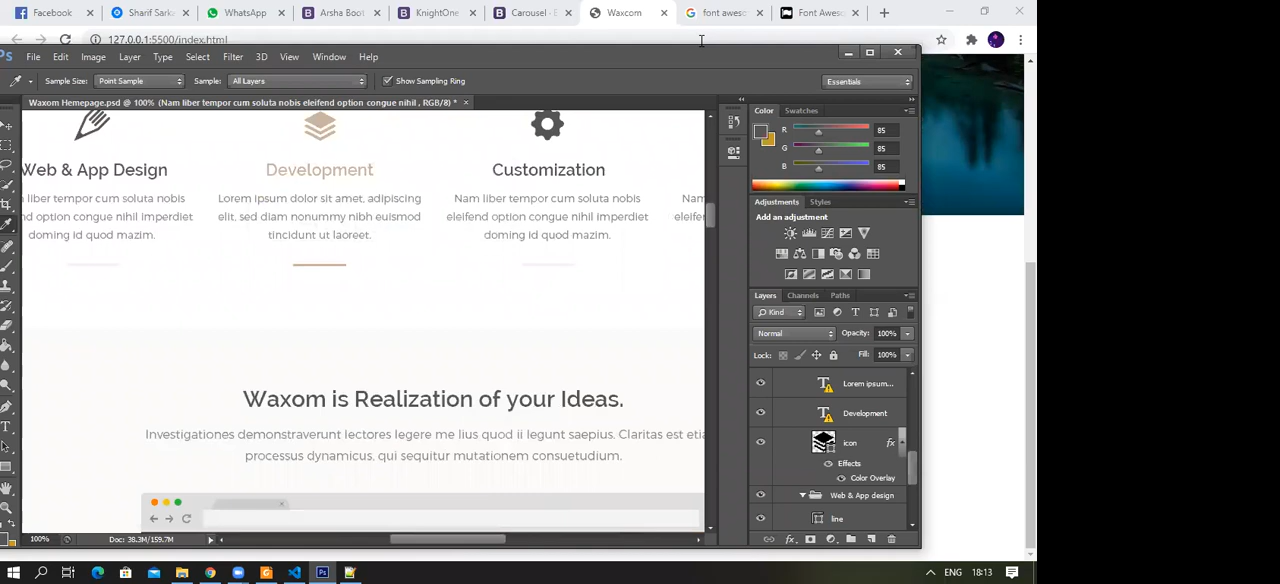 Facebook
Sharif Sark
WhatsApp
Arsha Boot
KnightOne
Carousel - E
Waxcom
font aweso
Font Awes
127.0.0.1:5500/index.html
Ps File Edit Image Layer Type Select Filter 3D View Window Help
Sample Size: Point Sample Sample: All Layers Show Sampling Ring Essentials
Waxom Homepage.psd @ 100% (Nam liber tempor cum soluta nobis eleifend option congue nihil , RGB/8) *
Web & App Design
liber tempor cum soluta nobis
d option congue nihil imperdiet
doming id quod mazim.
Development
Lorem ipsum dolor sit amet, adipiscing
elit, sed diam nonummy nibh euismod
tincidunt ut laoreet.
Customization
Nam liber tempor cum soluta nobis
eleifend option congue nihil imperdiet
doming id quod mazim.
Nam
eleifen
Waxom is Realization of your Ideas.
Investigationes demonstraverunt lectores legere me lius quod ii legunt saepius. Claritas est etia
processus dynamicus, qui sequitur mutationem consuetudium.
100% Doc: 38.3M/159.7M
Color Swatches
R 85
G 85
B 85
Adjustments Styles
Add an adjustment
Layers Channels Paths
Kind
Normal Opacity: 100%
Lock: Fill: 100%
Lorem ipsum...
Development
icon fx
Effects
Color Overlay
Web & App design
line
ENG 18:13